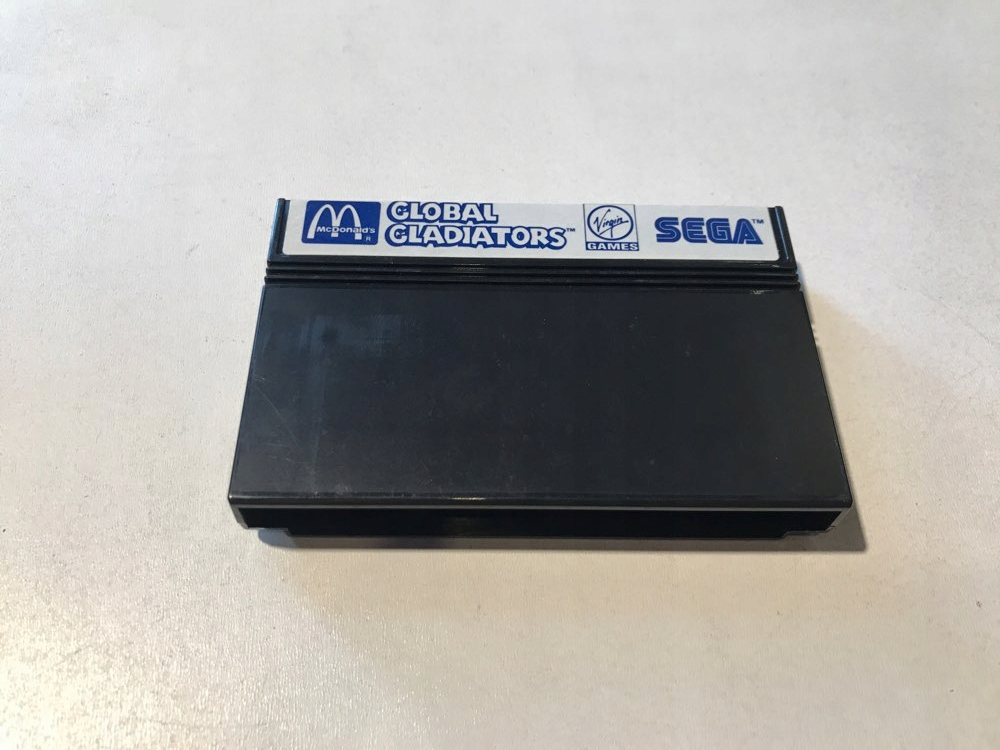 McDonald's
R
GLOBAL
GLADIATORS™
Virgin
GAMES
SEGA™